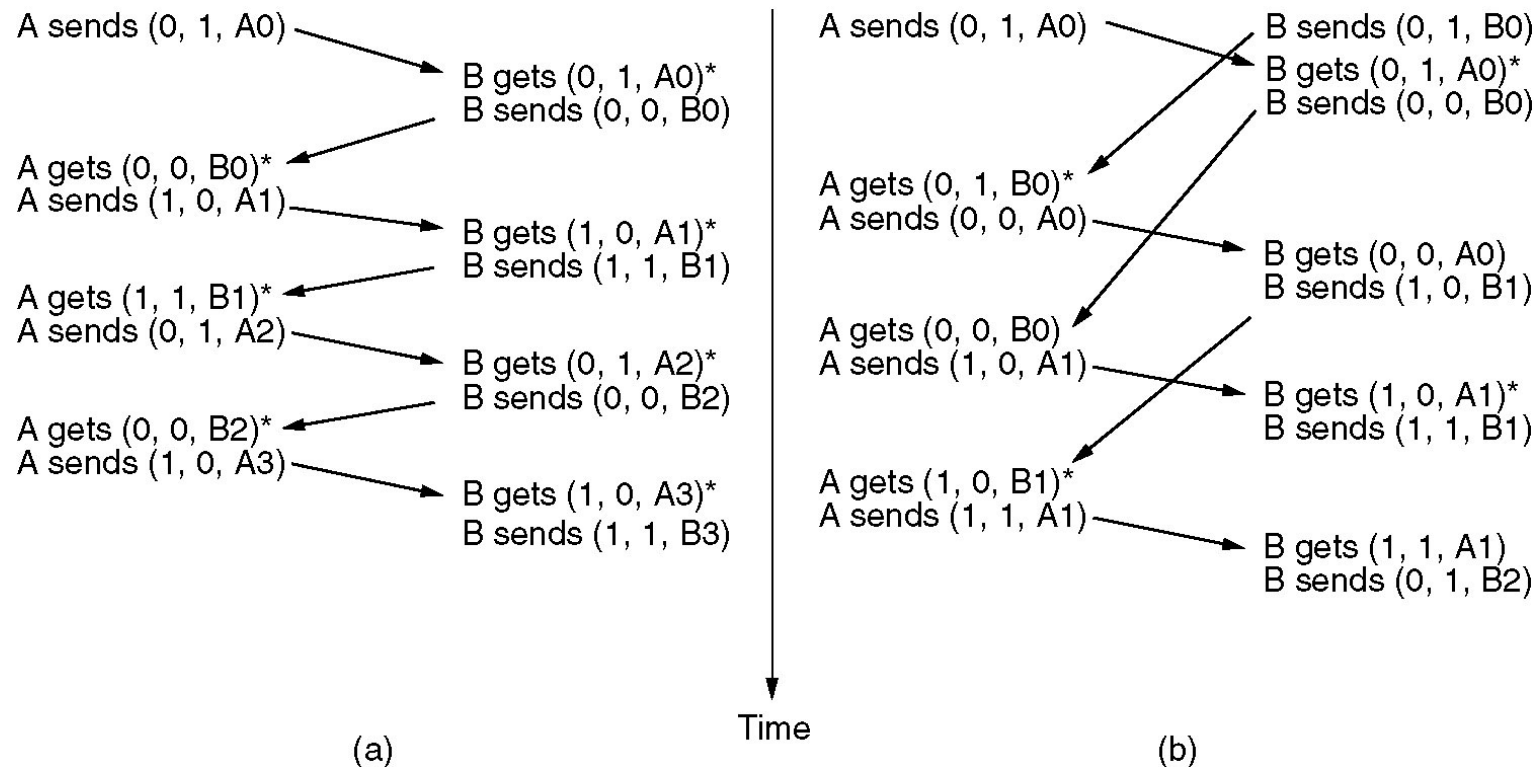 A sends (0, 1, A0)
B gets (0, 1, A0)*
B sends (0, 0, B0)
A gets (0, 0, B0)*
A sends (1, 0, A1)
B gets (1, 0, A1)*
B sends (1, 1, B1)
A gets (1, 1, B1)*
A sends (0, 1, A2)
B gets (0, 1, A2)*
B sends (0, 0, B2)
A gets (0, 0, B2)*
A sends (1, 0, A3)
B gets (1, 0, A3)*
B sends (1, 1, B3)
(a)
Time
A sends (0, 1, A0)
B sends (0, 1, B0)
B gets (0, 1, A0)*
B sends (0, 0, B0)
A gets (0, 1, B0)*
A sends (0, 0, A0)
B gets (0, 0, A0)
B sends (1, 0, B1)
A gets (0, 0, B0)
A sends (1, 0, A1)
B gets (1, 0, A1)*
B sends (1, 1, B1)
A gets (1, 0, B1)*
A sends (1, 1, A1)
B gets (1, 1, A1)
B sends (0, 1, B2)
(b)